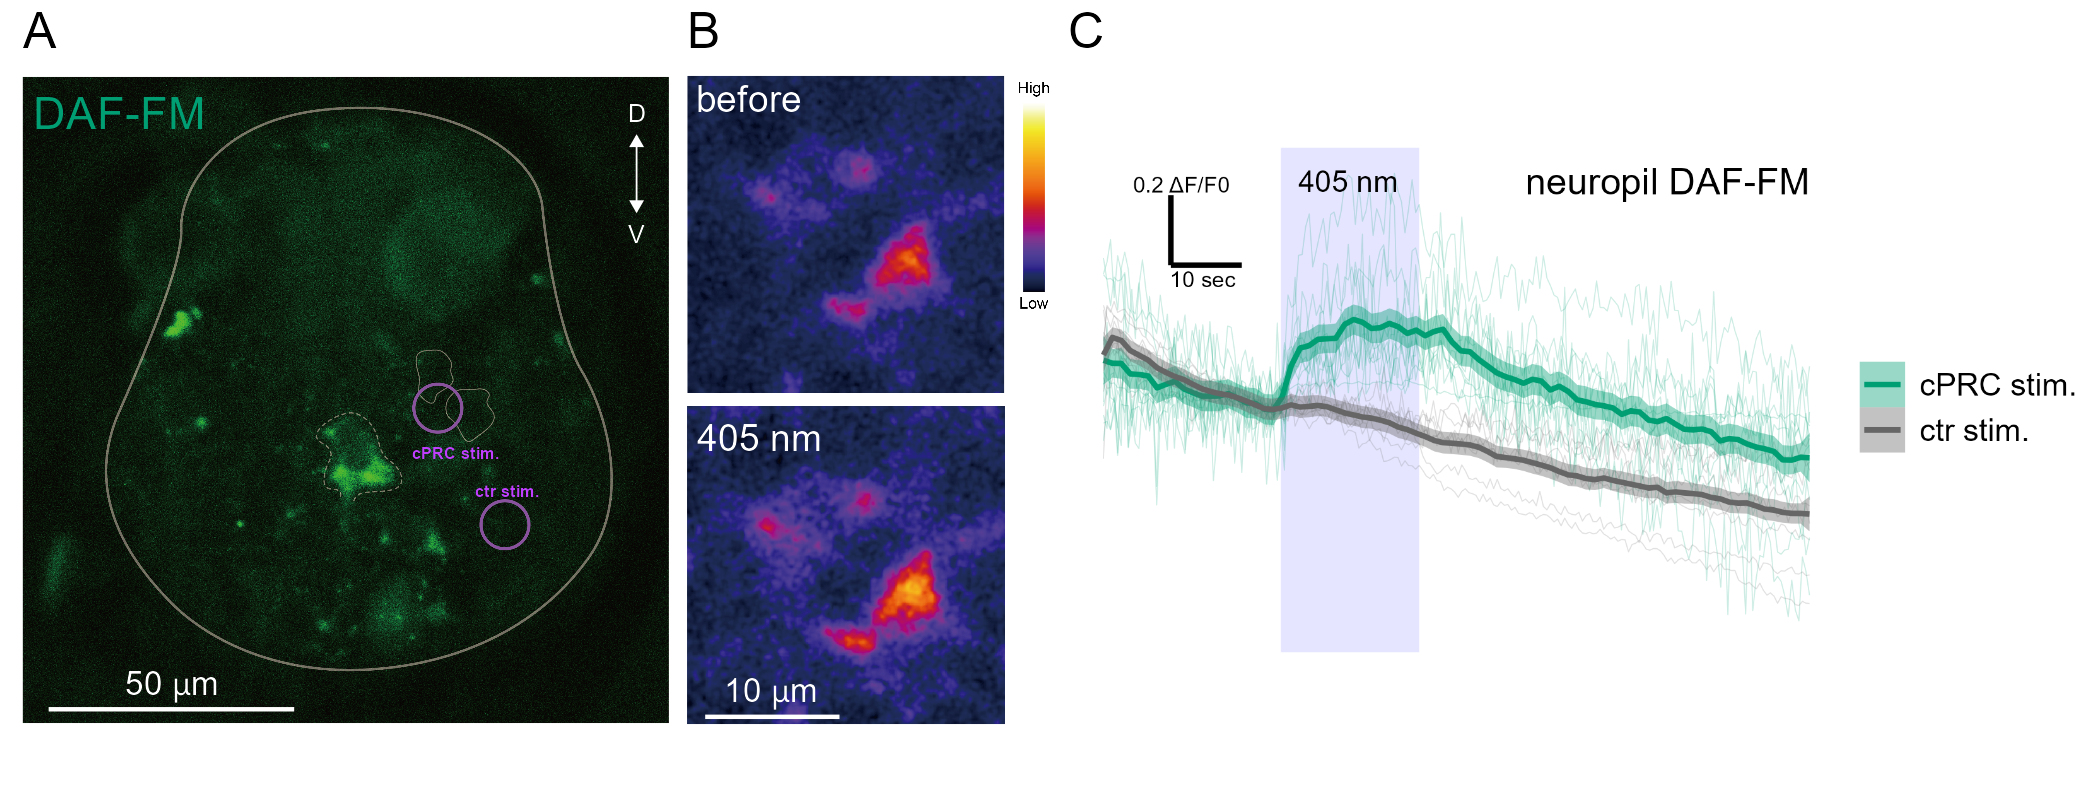 A
DAF-FM
D
V
cPRC stim.
ctr stim.
50 µm
B
before
405 nm
10 µm
High
Low
C
0.2 ΔF/F0
10 sec
405 nm
neuropil DAF-FM
cPRC stim.
ctr stim.